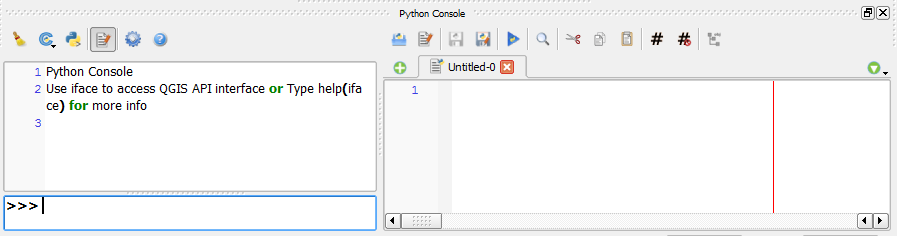 Python Console
1 Python Console
2 Use iface to access QGIS API interface or Type help(ifa
ce) for more info
3
>>>
Untitled-0
1